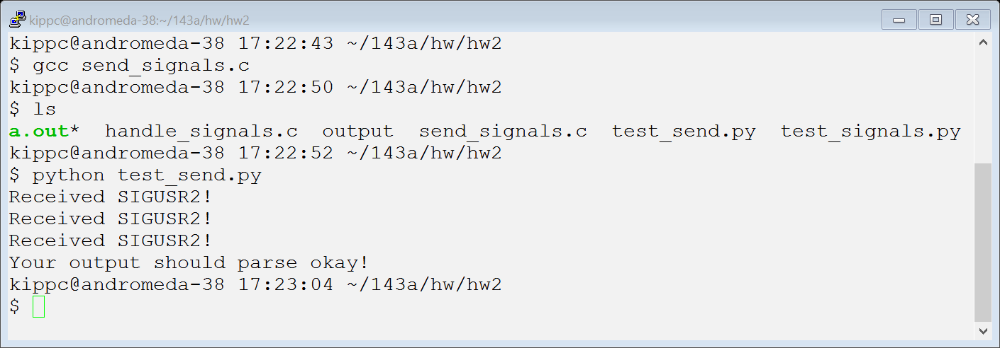 kippc@andromeda-38:~/143a/hw/hw2
kippc@andromeda-38 17:22:43 ~/143a/hw/hw2
$ gcc send_signals.c
kippc@andromeda-38 17:22:50 ~/143a/hw/hw2
$ ls
a.out*  handle_signals.c  output  send_signals.c  test_send.py  test_signals.py
kippc@andromeda-38 17:22:52 ~/143a/hw/hw2
$ python test_send.py
Received SIGUSR2!
Received SIGUSR2!
Received SIGUSR2!
Your output should parse okay!
kippc@andromeda-38 17:23:04 ~/143a/hw/hw2
$